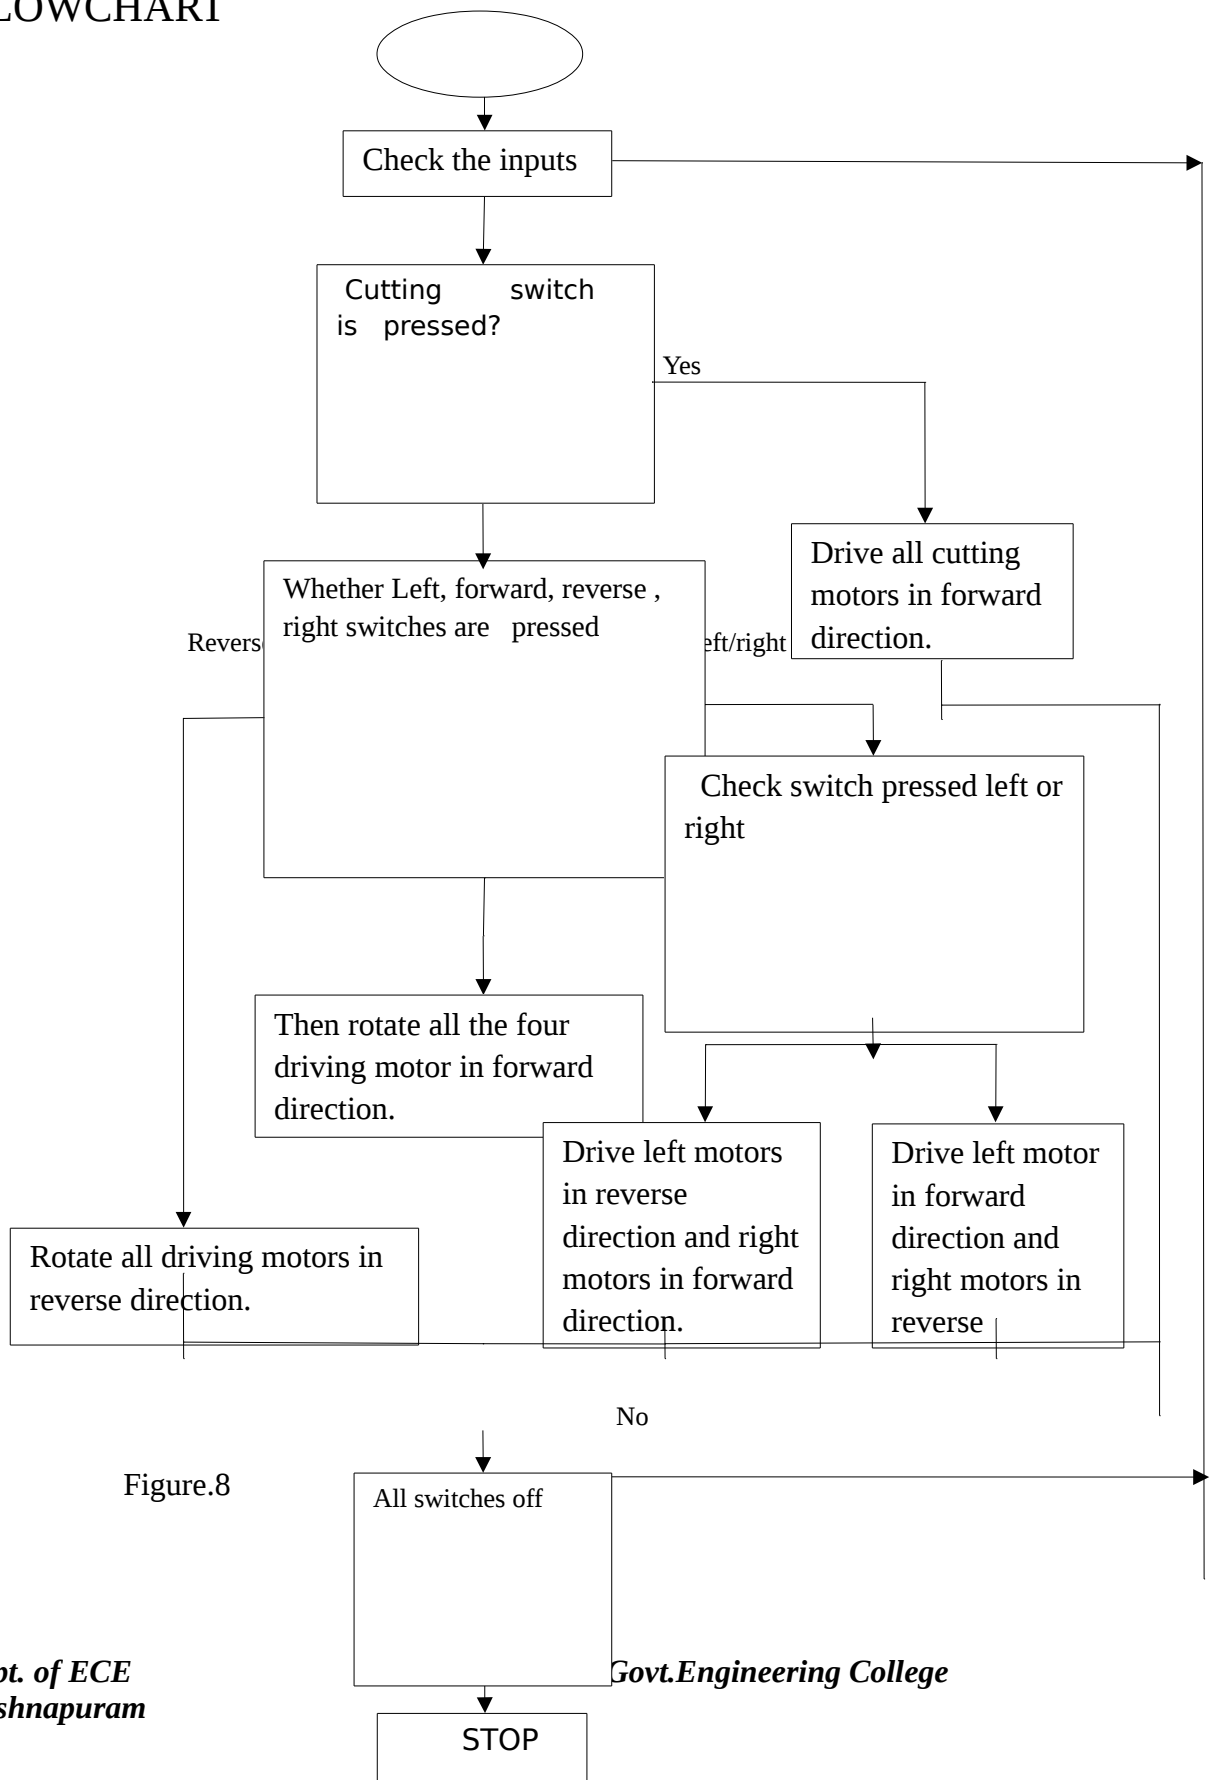 LOWCHART
Check the inputs
Cutting switch
is pressed?
Yes
Whether Left, forward, reverse ,
right switches are pressed
Revers
eft/right
Drive all cutting
motors in forward
direction.
Check switch pressed left or
right
Then rotate all the four
driving motor in forward
direction.
Drive left motors
in reverse
direction and right
motors in forward
direction.
Drive left motor
in forward
direction and
right motors in
reverse
Rotate all driving motors in
reverse direction.
No
Figure.8
All switches off
pt. of ECE
Govt.Engineering College
shnapuram
STOP